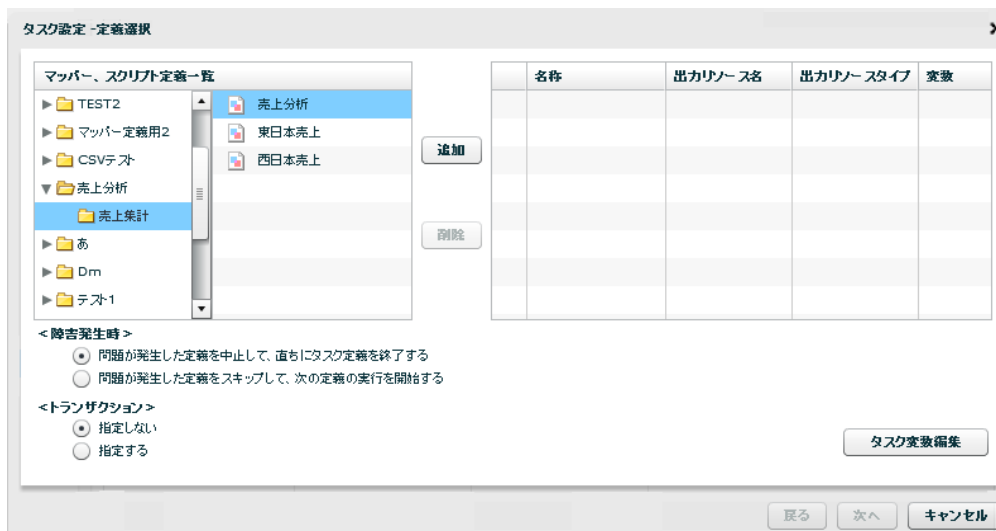 タスク設定 -定義選択
マッパー、スクリプト定義一覧
TEST2
マッパー定義用2
CSVテスト
売上分析
売上集計
あ
Dm
テスト1
売上分析
東日本売上
西日本売上
追加
削除
名称 出力リソース名 出力リソースタイプ 変数
<障害発生時>
問題が発生した定義を中止して、直ちにタスク定義を終了する
問題が発生した定義をスキップして、次の定義の実行を開始する
<トランザクション>
指定しない
指定する
タスク変数編集
戻る 次へ キャンセル